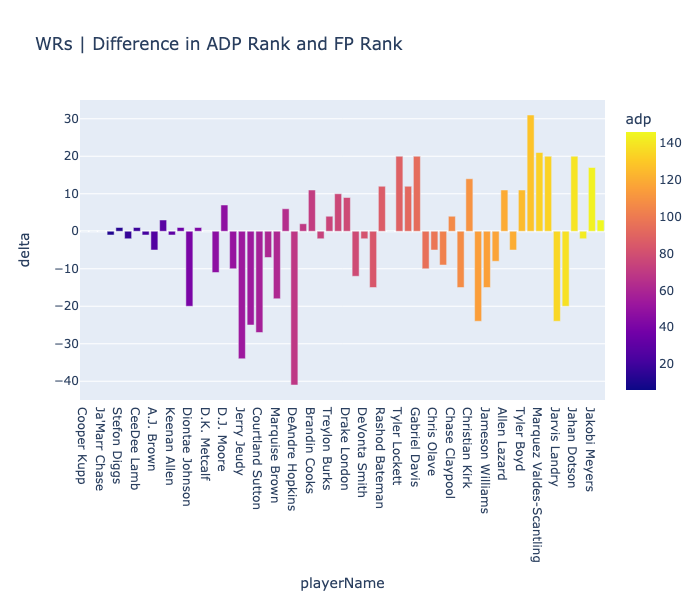 WRs | Difference in ADP Rank and FP Rank
adp
30
20
10
0
−10
−20
−30
−40
delta
140
120
100
80
60
40
20
Cooper Kupp
Ja'Marr Chase
Stefon Diggs
CeeDee Lamb
A.J. Brown
Keenan Allen
Diontae Johnson
D.K. Metcalf
D.J. Moore
Jerry Jeudy
Courtland Sutton
Marquise Brown
DeAndre Hopkins
Brandin Cooks
Treylon Burks
Drake London
DeVonta Smith
Rashod Bateman
Tyler Lockett
Gabriel Davis
Chris Olave
Chase Claypool
Christian Kirk
Jameson Williams
Allen Lazard
Tyler Boyd
Marquez Valdes-Scantling
Jarvis Landry
Jahan Dotson
Jakobi Meyers
playerName